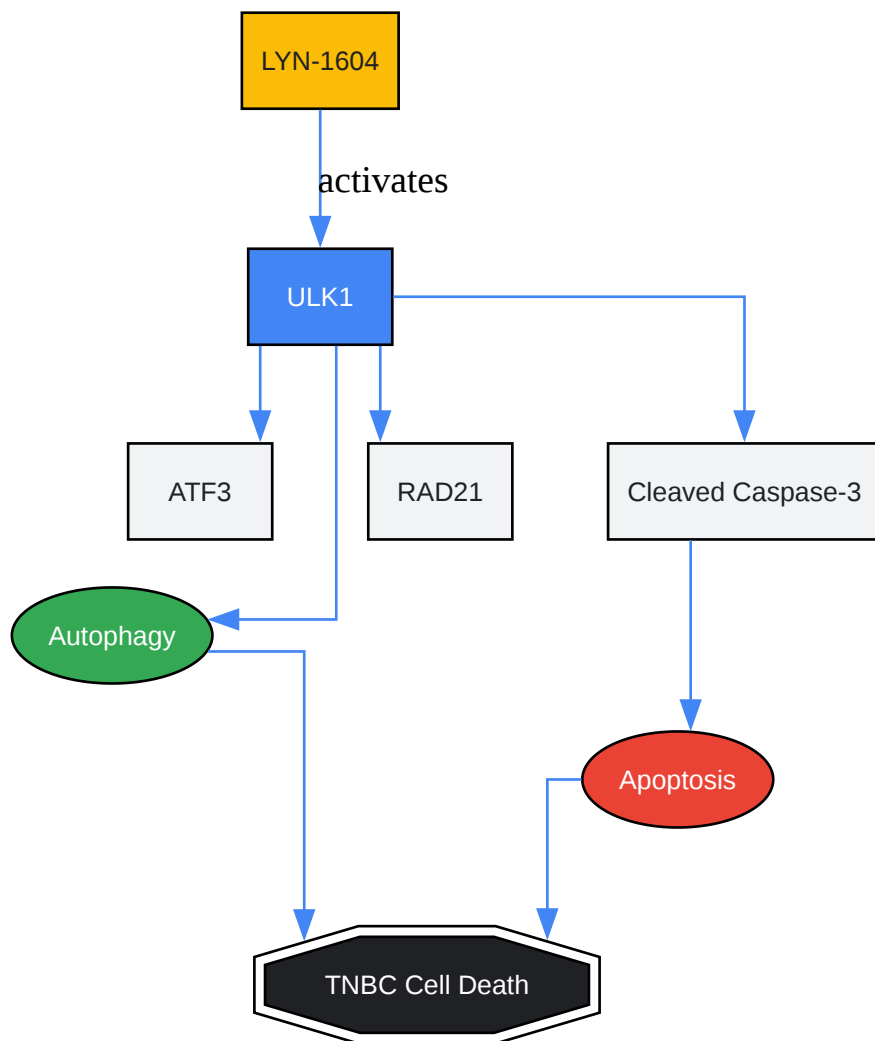 LYN-1604
activates
ULK1
ATF3
RAD21
Cleaved Caspase-3
Autophagy
Apoptosis
TNBC Cell Death